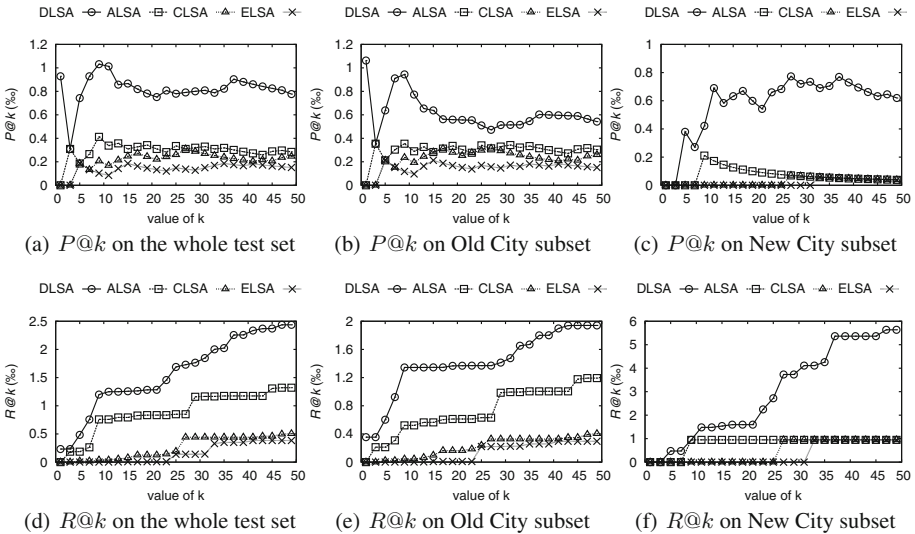 DLSA ALSA CLSA ELSA
P@k (‰)
1.2
1
0.8
0.6
0.4
0.2
0
0 5 10 15 20 25 30 35 40 45 50
value of k
(a) P@k on the whole test set
DLSA ALSA CLSA ELSA
P@k (‰)
1.2
1
0.8
0.6
0.4
0.2
0
0 5 10 15 20 25 30 35 40 45 50
value of k
(b) P@k on Old City subset
DLSA ALSA CLSA ELSA
P@k (‰)
1
0.8
0.6
0.4
0.2
0
0 5 10 15 20 25 30 35 40 45 50
value of k
(c) P@k on New City subset
DLSA ALSA CLSA ELSA
R@k (‰)
2.5
2
1.5
1
0.5
0
0 5 10 15 20 25 30 35 40 45 50
value of k
(d) R@k on the whole test set
DLSA ALSA CLSA ELSA
R@k (‰)
2
1.6
1.2
0.8
0.4
0
0 5 10 15 20 25 30 35 40 45 50
value of k
(e) R@k on Old City subset
DLSA ALSA CLSA ELSA
R@k (‰)
6
5
4
3
2
1
0
0 5 10 15 20 25 30 35 40 45 50
value of k
(f) R@k on New City subset